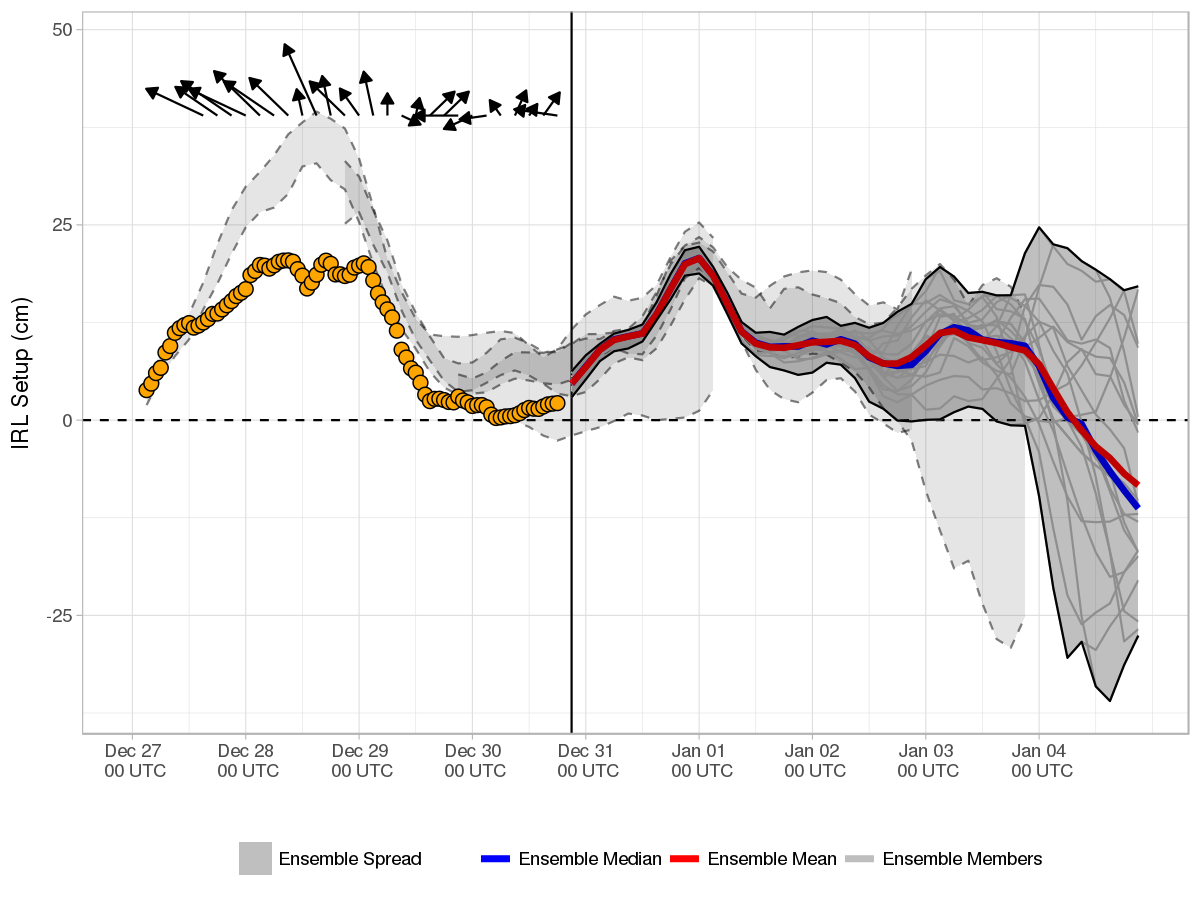 50
25
0
-25
IRL Setup (cm)
Dec 27 Dec 28 Dec 29 Dec 30 Dec 31 Jan 01 Jan 02 Jan 03 Jan 04
00 UTC 00 UTC 00 UTC 00 UTC 00 UTC 00 UTC 00 UTC 00 UTC 00 UTC
Ensemble Spread Ensemble Median Ensemble Mean Ensemble Members